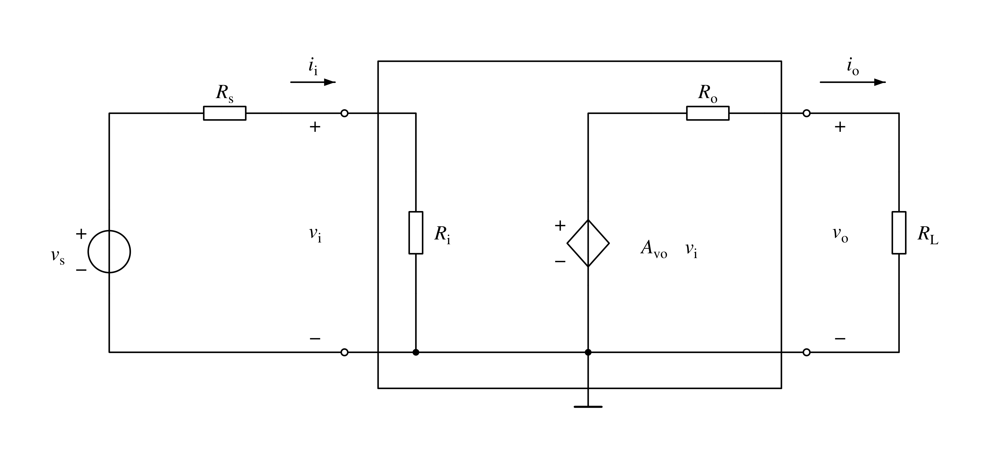 i_i
i_o
R_s
R_o
+
+
+
+
v_i
R_i
v_o
R_L
v_s
A_vo v_i
−
−
−
−